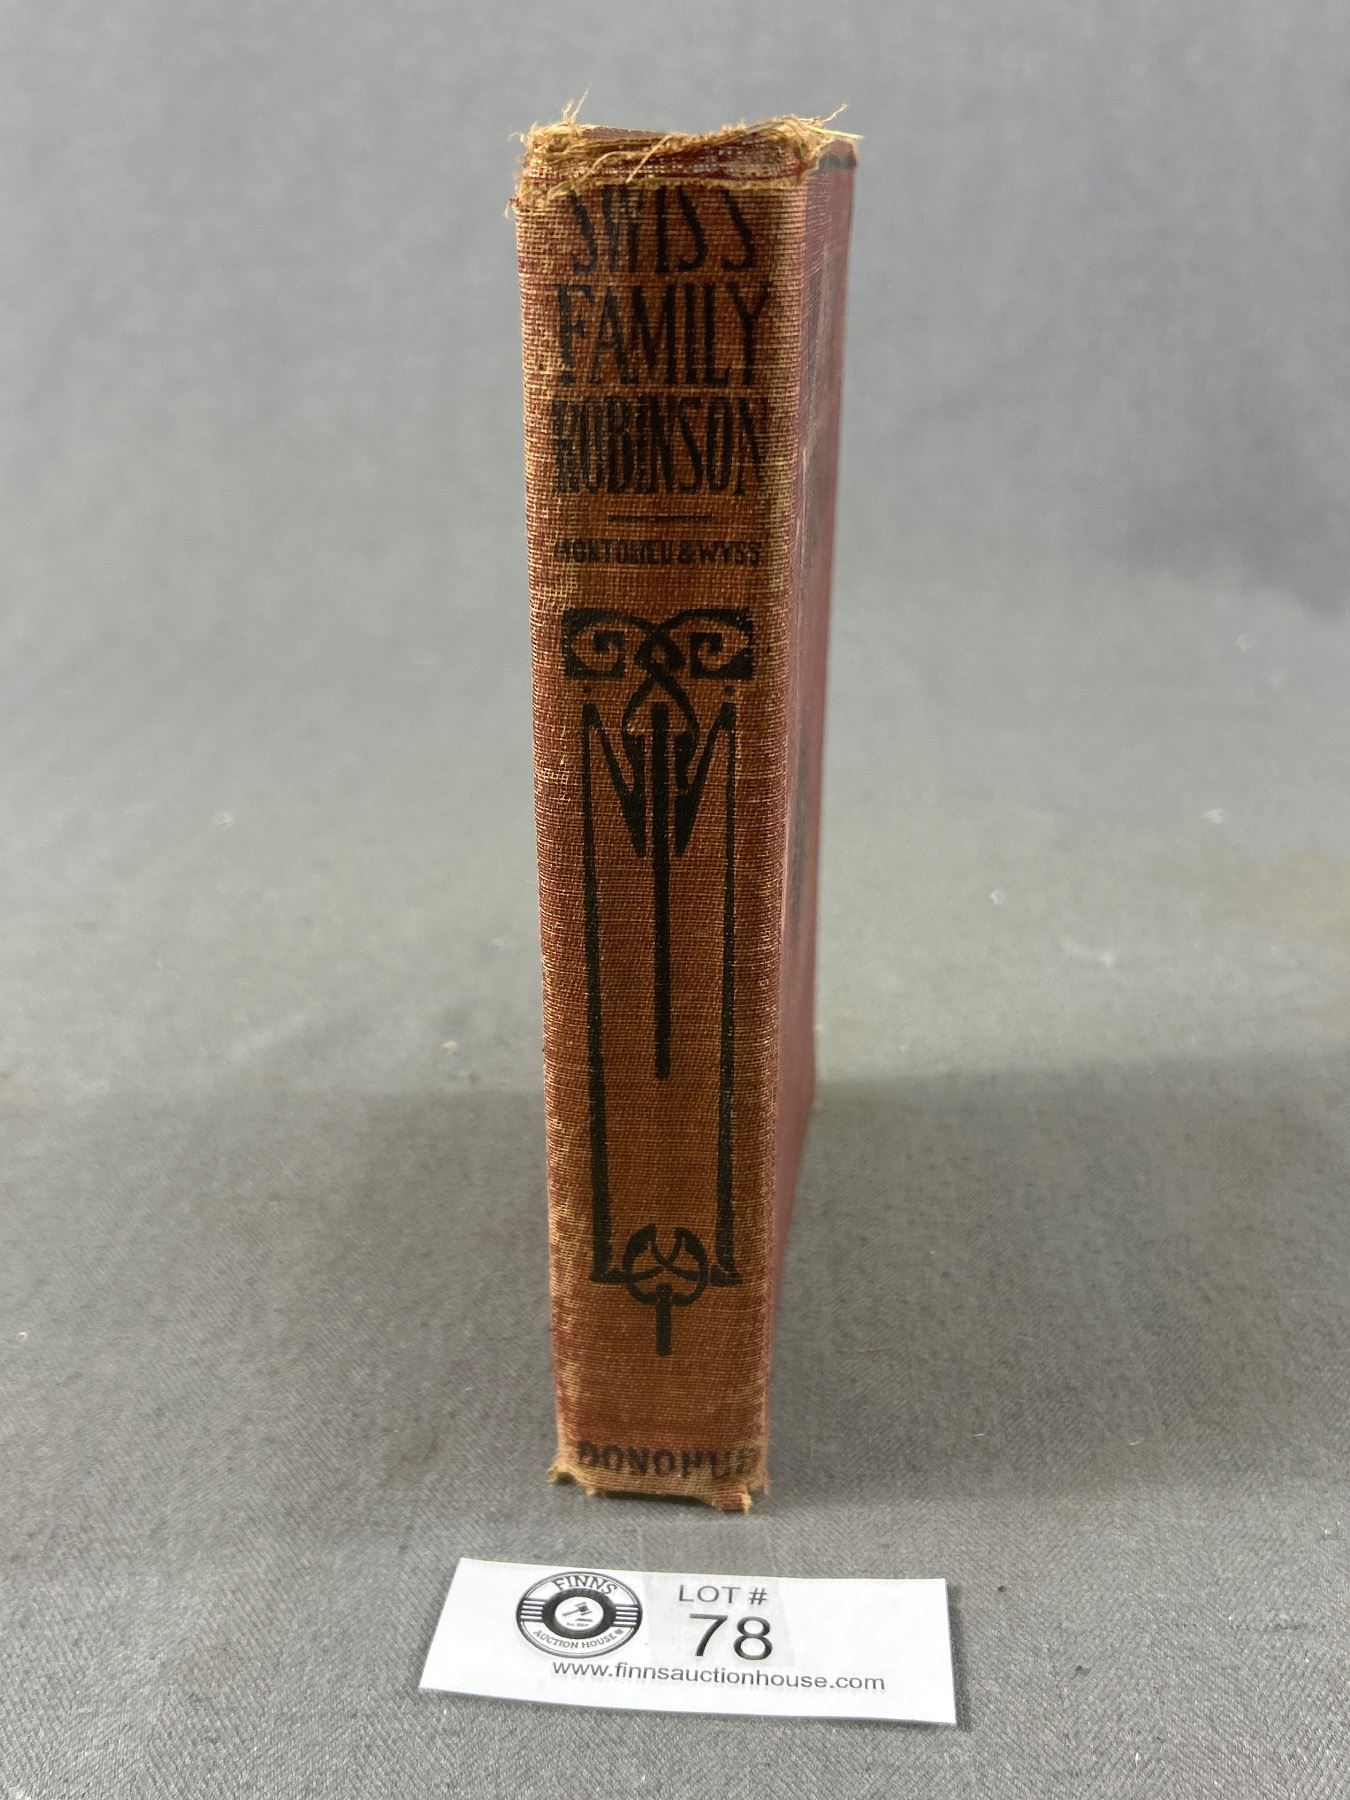 SWISS
FAMILY
ROBINSON
MONTOLIEU & WYSS
DONOHUE
FINNS
AUCTION HOUSE
LOT #
78
www.finnsauctionhouse.com